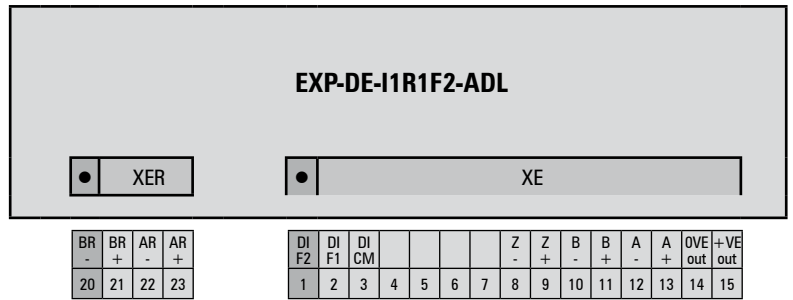 EXP-DE-I1R1F2-ADL
XER XE
BR BR AR AR DI DI DI Z Z B B A A 0VE +VE
- + - + F2 F1 CM - + - + - + out out
20 21 22 23 1 2 3 4 5 6 7 8 9 10 11 12 13 14 15